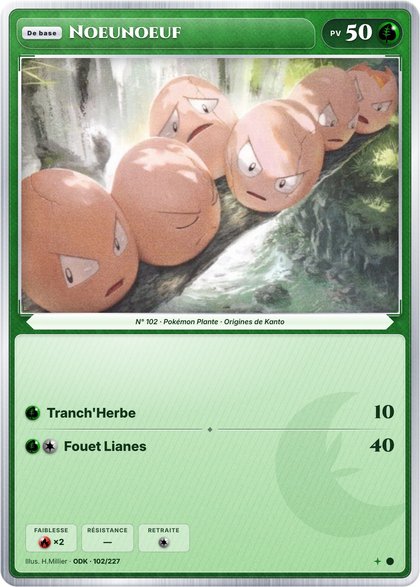 De base NOEUNOEUF PV 50
N° 102 · Pokémon Plante · Origines de Kanto
Tranch'Herbe 10
Fouet Lianes 40
FAIBLESSE RÉSISTANCE RETRAITE
×2 —
Illus. H.Millier · ODK · 102/227